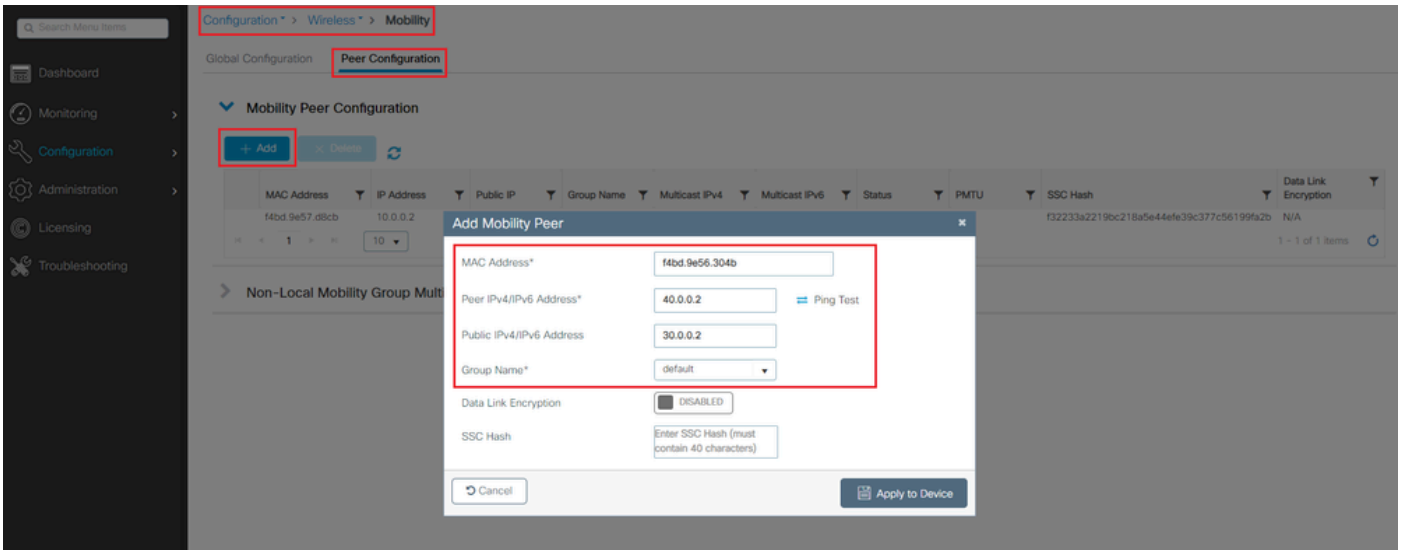 Search Menu Items
Dashboard
Monitoring
Configuration
Administration
Licensing
Troubleshooting
Configuration > Wireless > Mobility
Global Configuration Peer Configuration
Mobility Peer Configuration
+ Add × Delete
MAC Address IP Address Public IP Group Name Multicast IPv4 Multicast IPv6 Status PMTU SSC Hash Data Link Encryption
f4bd.9e57.d8cb 10.0.0.2 f32233a2219bc218a5e44efe39c377c56199fa2b N/A
1 10 1 - 1 of 1 items
Non-Local Mobility Group Multi
Add Mobility Peer ×
MAC Address* f4bd.9e56.304b
Peer IPv4/IPv6 Address* 40.0.0.2 Ping Test
Public IPv4/IPv6 Address 30.0.0.2
Group Name* default
Data Link Encryption DISABLED
SSC Hash Enter SSC Hash (must
contain 40 characters)
Cancel Apply to Device